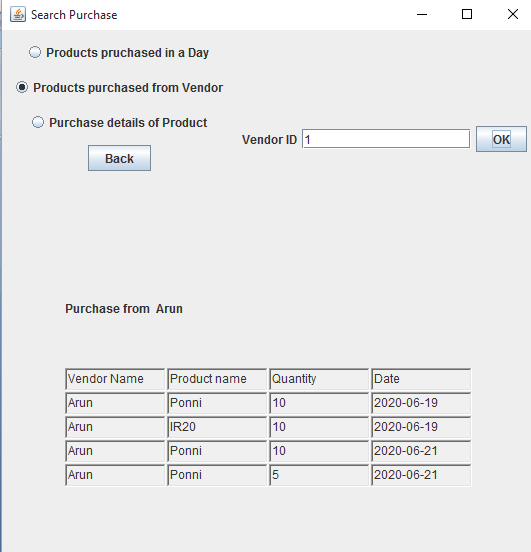 Search Purchase
Products pruchased in a Day
Products purchased from Vendor
Purchase details of Product
Vendor ID 1 OK
Back
Purchase from Arun
Vendor Name Product name Quantity Date
Arun Ponni 10 2020-06-19
Arun IR20 10 2020-06-19
Arun Ponni 10 2020-06-21
Arun Ponni 5 2020-06-21